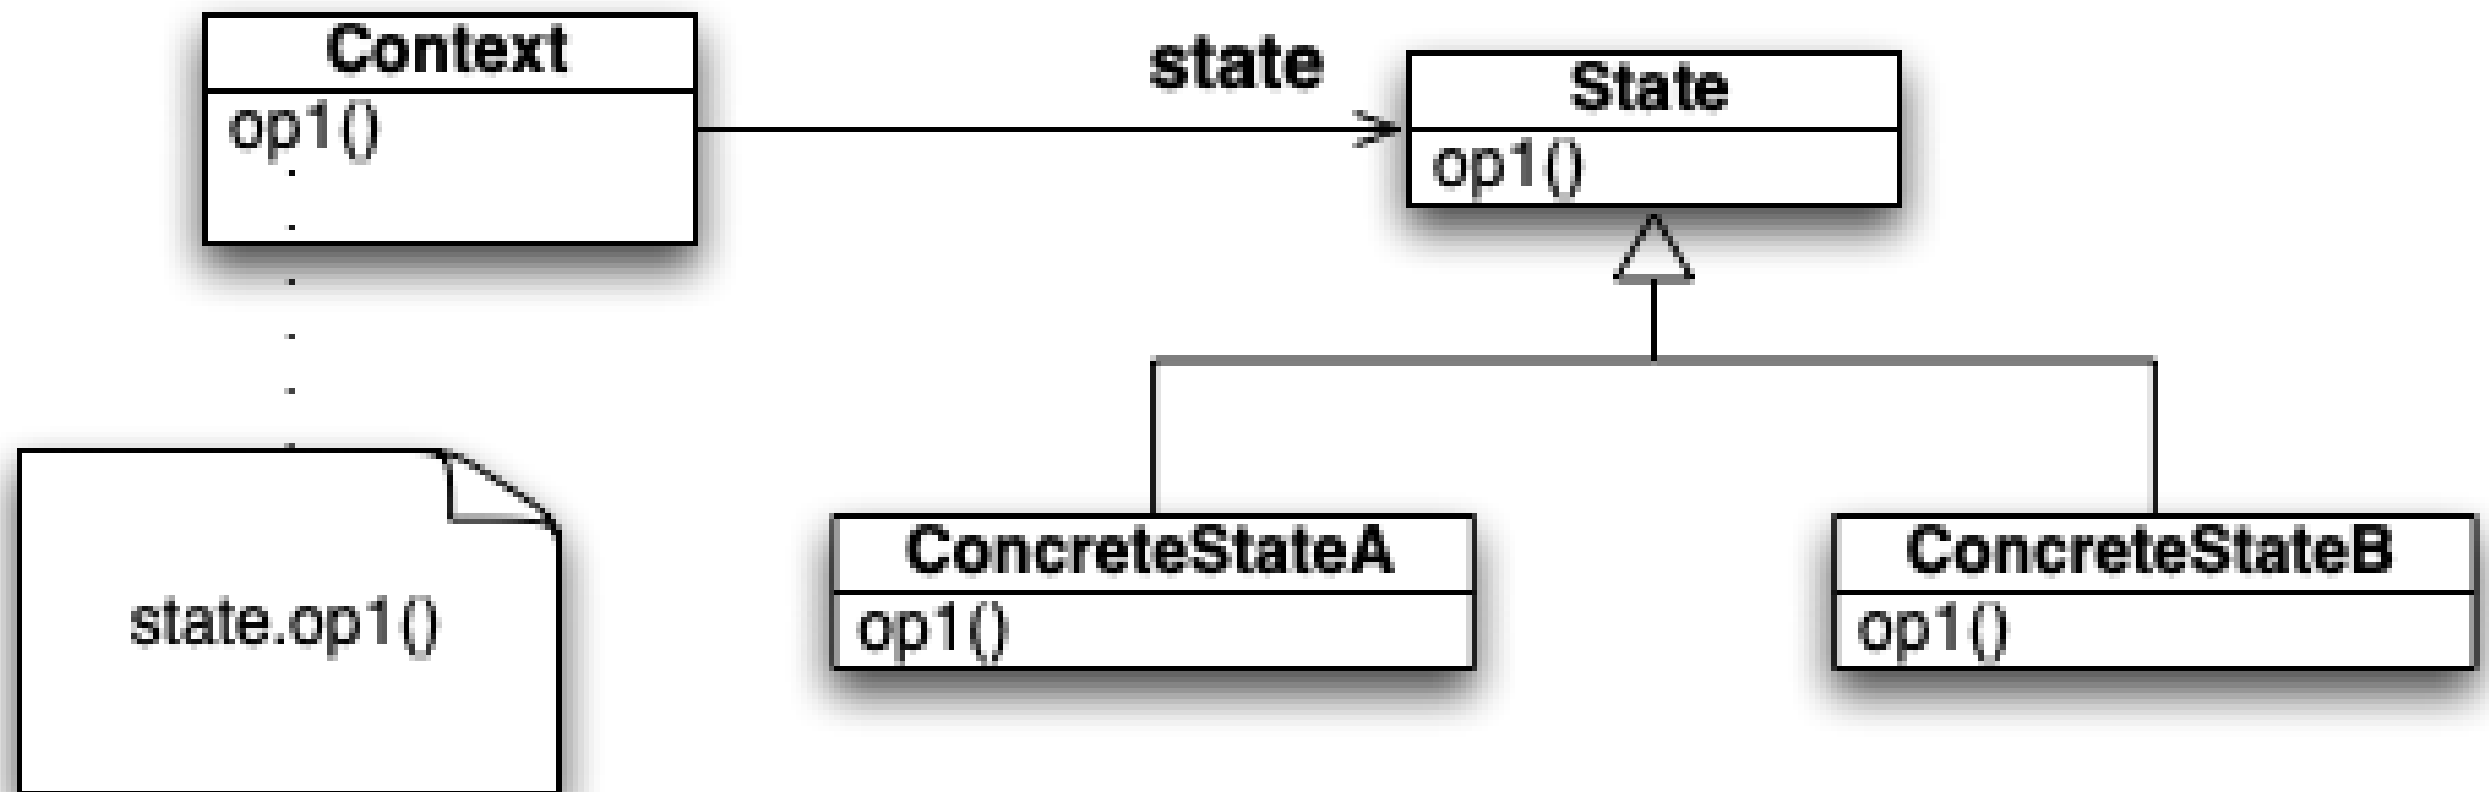 Context
op1()
state
State
op1()
state.op1()
ConcreteStateA
op1()
ConcreteStateB
op1()